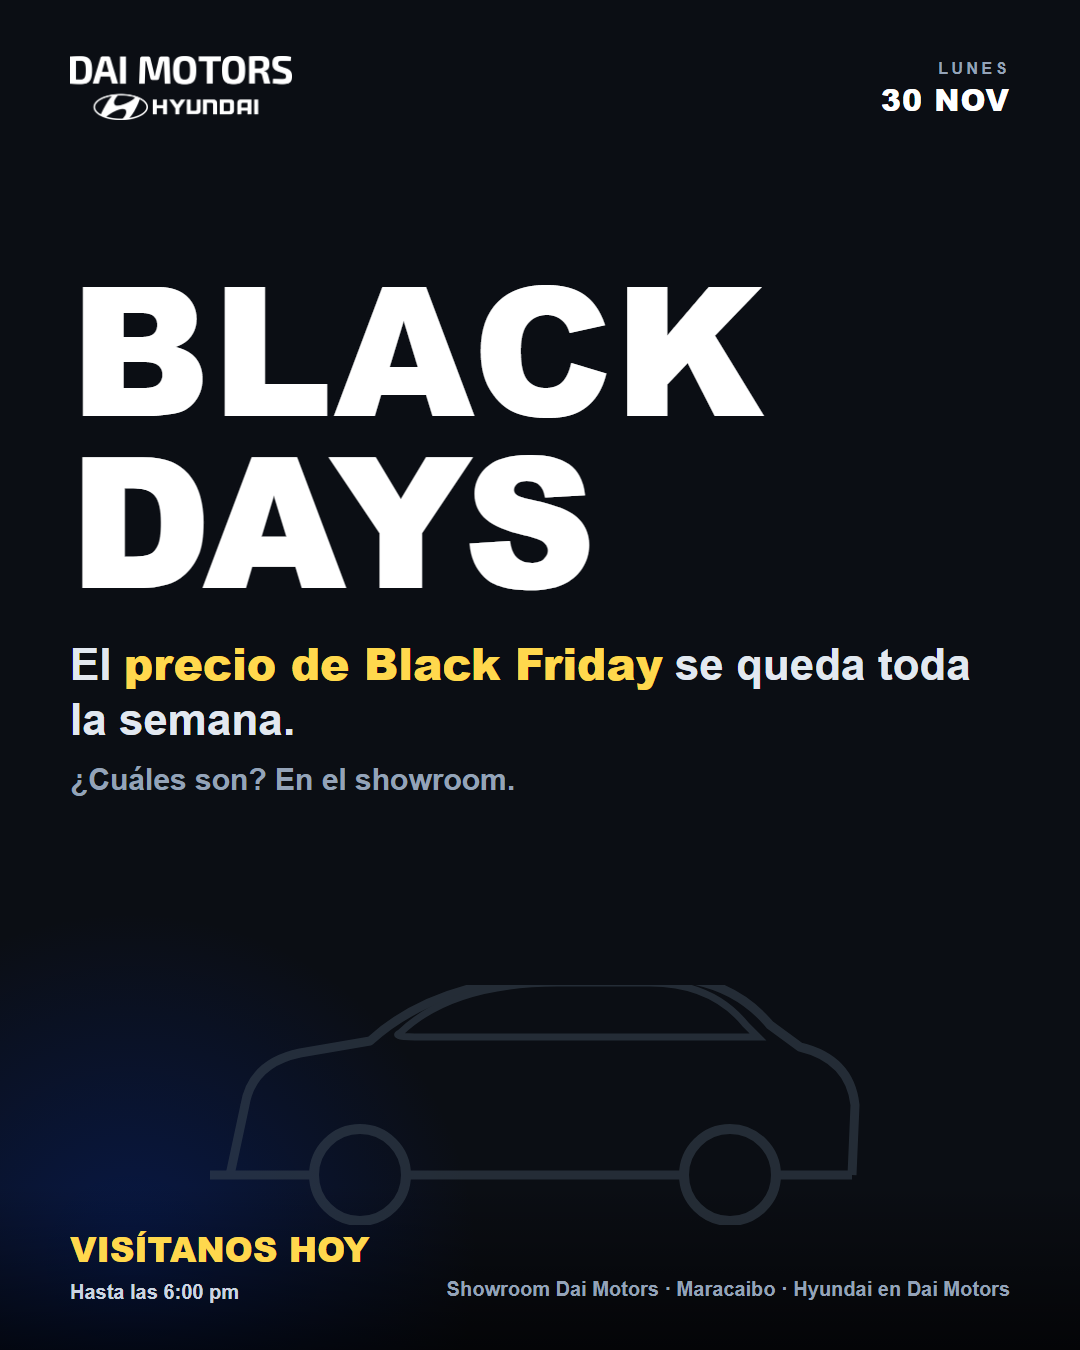 DAI MOTORS
HYUNDAI
LUNES
30 NOV
BLACK
DAYS
El precio de Black Friday se queda toda
la semana.
¿Cuáles son? En el showroom.
VISÍTANOS HOY
Hasta las 6:00 pm
Showroom Dai Motors · Maracaibo · Hyundai en Dai Motors